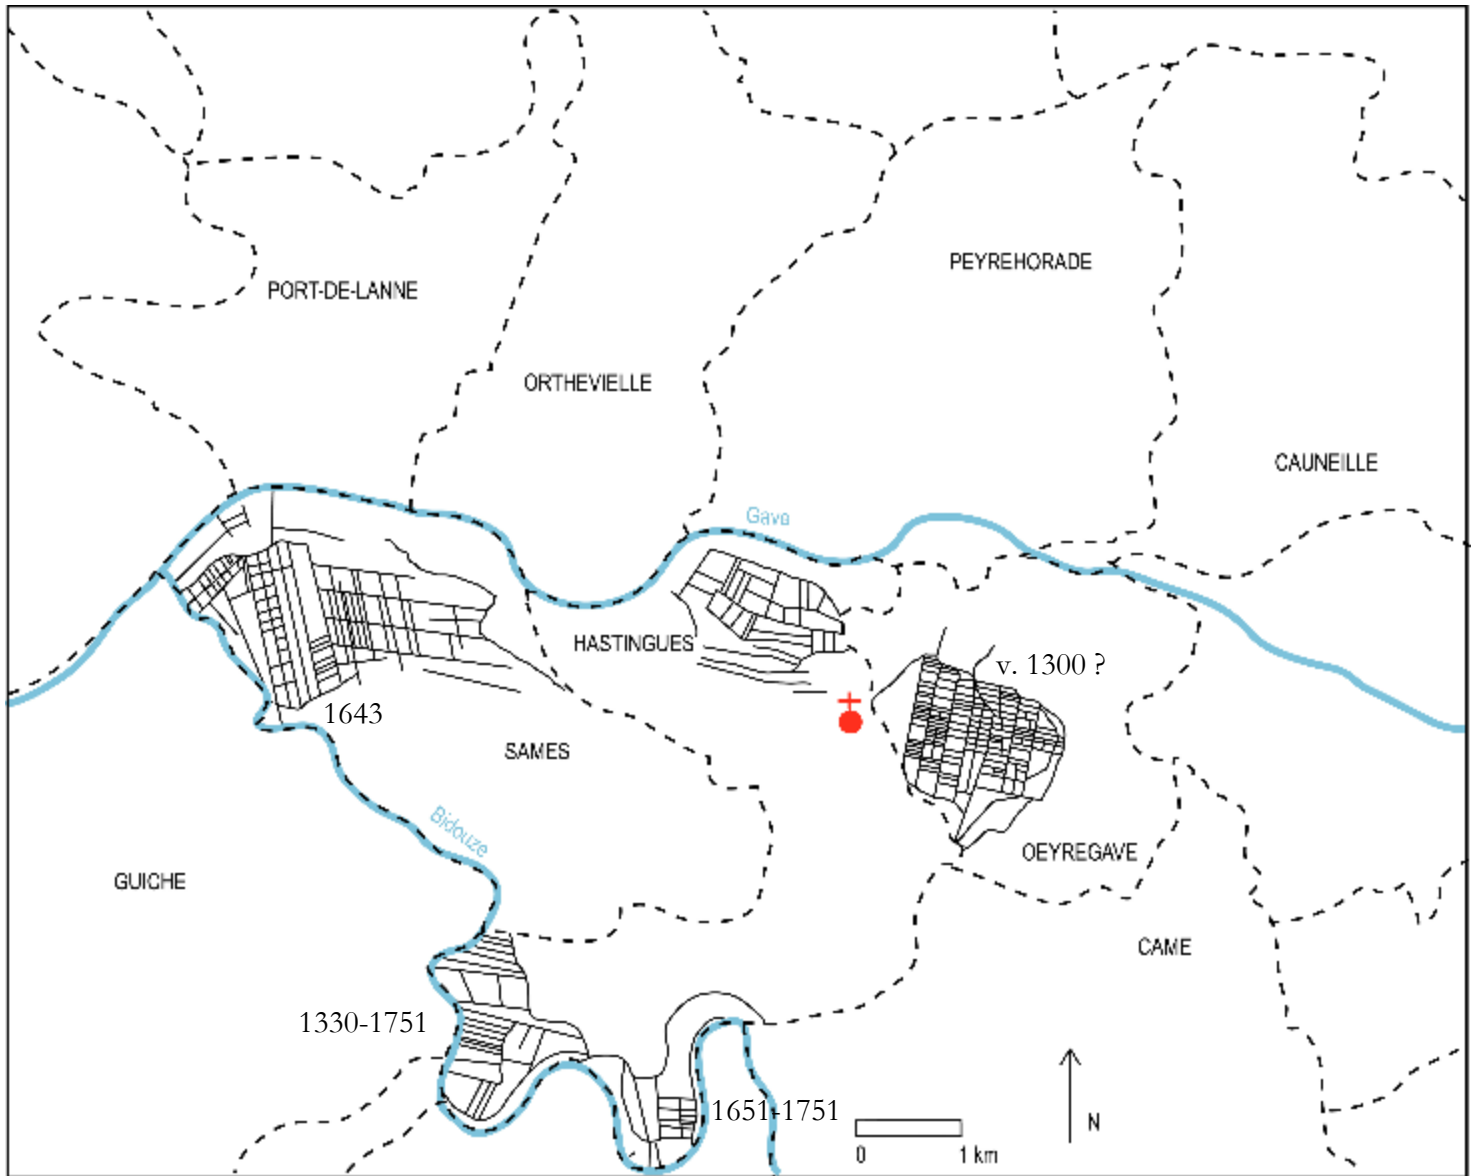 PEYREHORADE
PORT-DE-LANNE
ORTHEVIELLE
CAUNEILLE
Gave
HASTINGUES
v. 1300 ?
1643
SAMES
Bidouze
OEYREGAVE
GUICHE
CAME
1330-1751
1651-1751
N
0 1 km